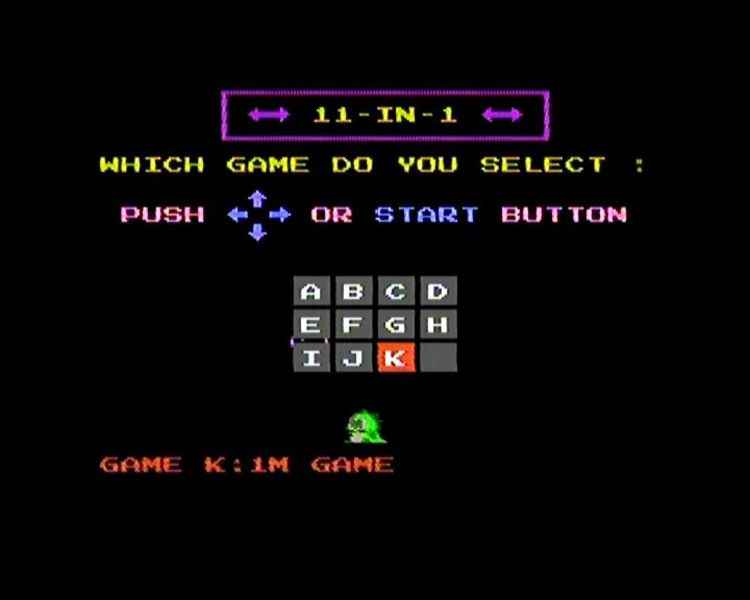 11-IN-1
WHICH GAME DO YOU SELECT :
PUSH OR START BUTTON
A B C D
E F G H
I J K
GAME K:1M GAME